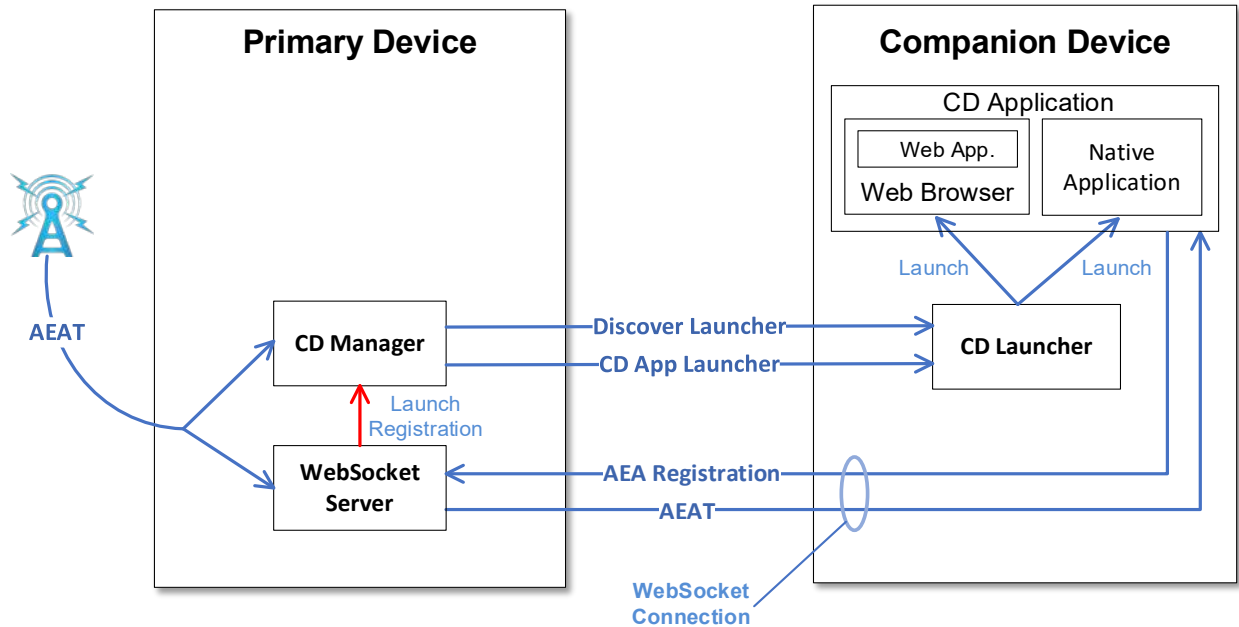 Primary Device
Companion Device
CD Application
Web App.
Web Browser
Native
Application
Launch
Launch
AEAT
CD Manager
Discover Launcher
CD App Launcher
CD Launcher
Launch
Registration
WebSocket
Server
AEA Registration
AEAT
WebSocket
Connection